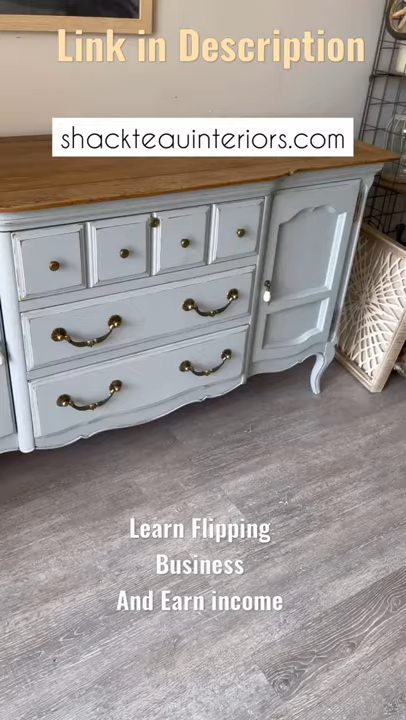 Link in Description
shackteauinteriors.com
Learn Flipping
Business
And Earn income